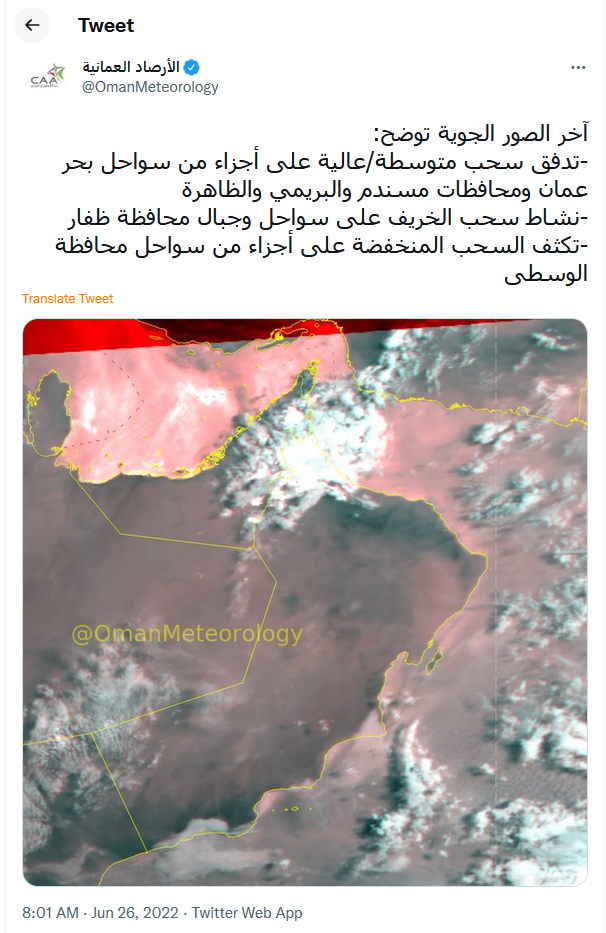 Tweet
الأرصاد العمانية
@OmanMeteorology
CAA
آخر الصور الجوية توضح:
-تدفق سحب متوسطة/عالية على أجزاء من سواحل بحر
عمان ومحافظات مسندم والبريمي والظاهرة
-نشاط سحب الخريف على سواحل وجبال محافظة ظفار
-تكثف السحب المنخفضة على أجزاء من سواحل محافظة
الوسطى
Translate Tweet
@OmanMeteorology
8:01 AM · Jun 26, 2022 · Twitter Web App